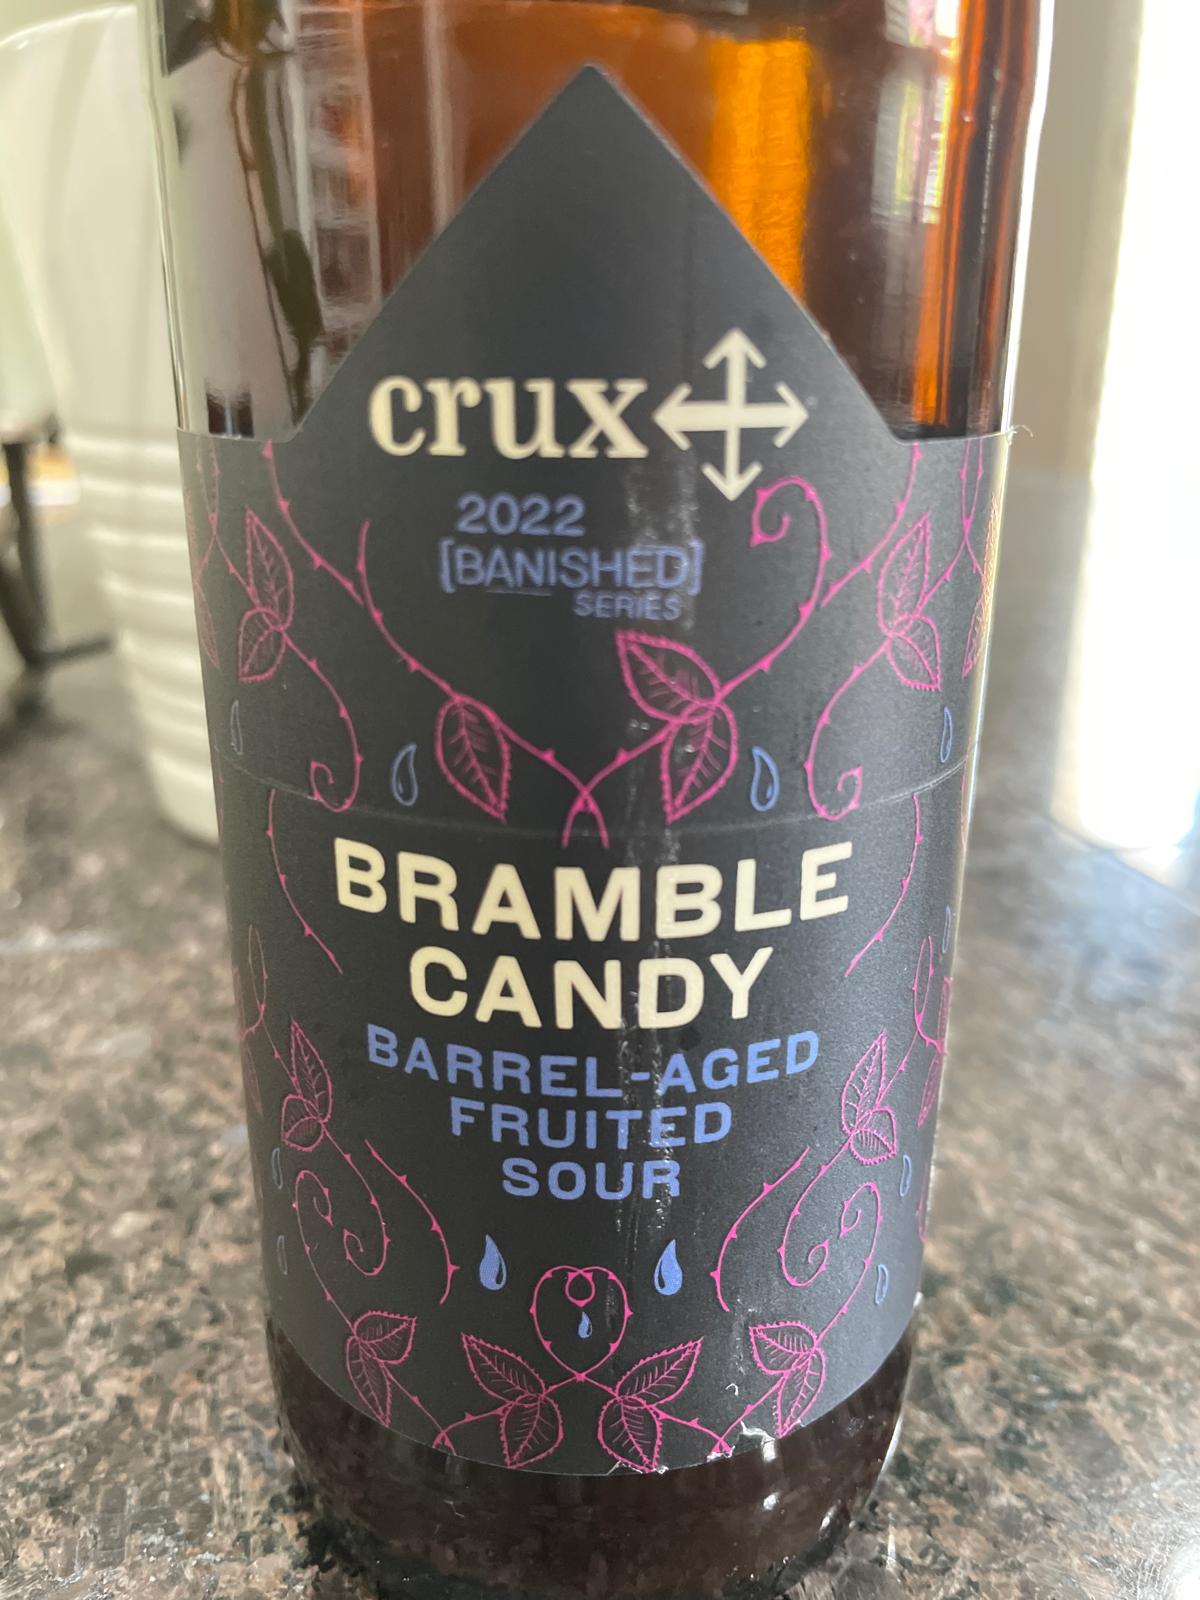 crux
2022
[BANISHED]
SERIES
BRAMBLE
CANDY
BARREL-AGED
FRUITED
SOUR